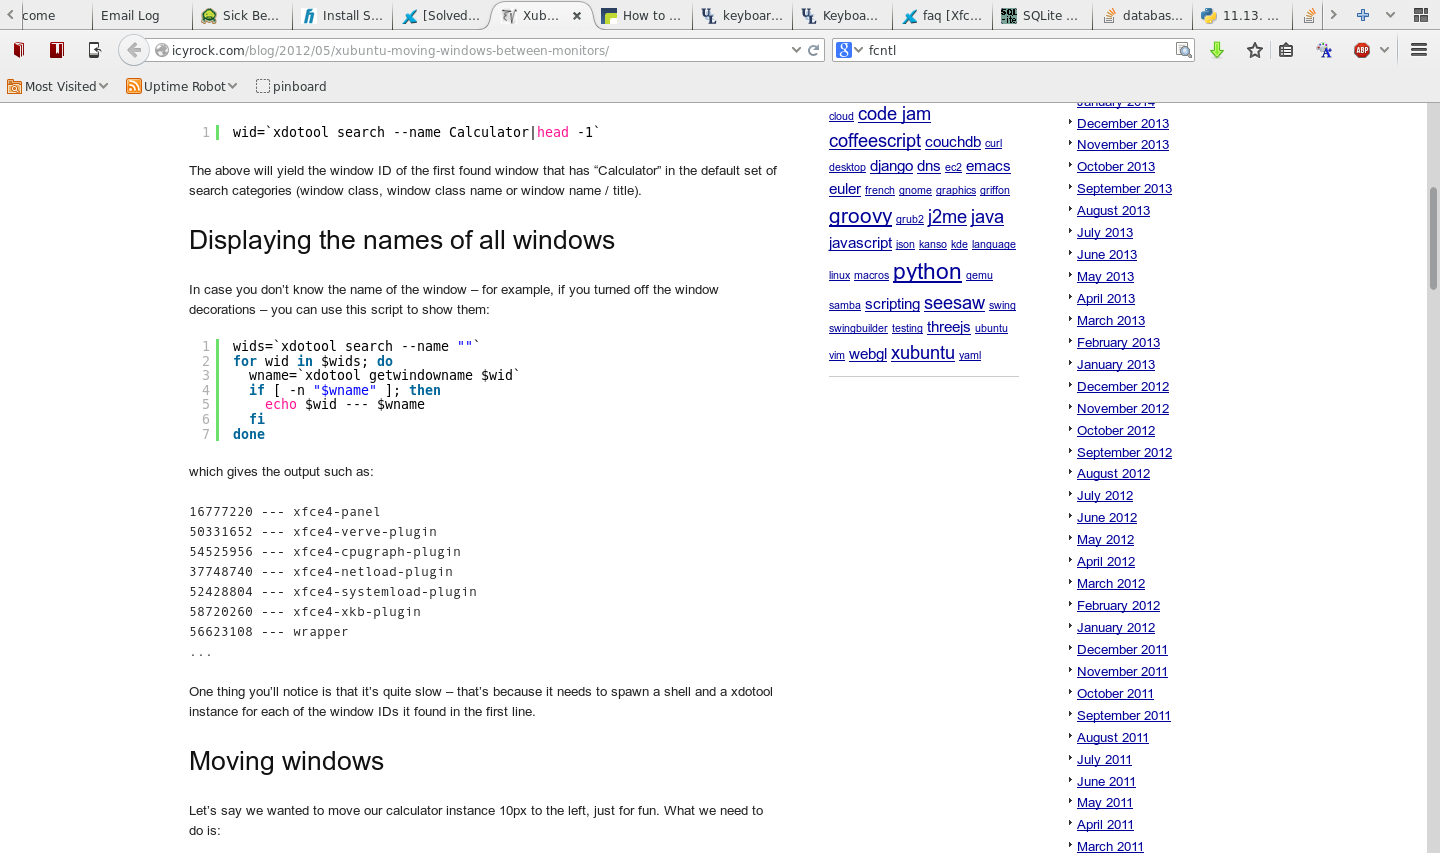 come
Email Log
Sick Be...
Install S...
[Solved...
Xub...
How to ...
keyboar...
Keyboa...
faq [Xfc...
SQLite ...
databas...
11.13. ...
icyrock.com/blog/2012/05/xubuntu-moving-windows-between-monitors/
fcntl
Most Visited
Uptime Robot
pinboard
1 wid=`xdotool search --name Calculator|head -1`
The above will yield the window ID of the first found window that has “Calculator” in the default set of
search categories (window class, window class name or window name / title).
Displaying the names of all windows
In case you don’t know the name of the window – for example, if you turned off the window
decorations – you can use this script to show them:
1 wids=`xdotool search --name ""`
2 for wid in $wids; do
3   wname=`xdotool getwindowname $wid`
4   if [ -n "$wname" ]; then
5     echo $wid --- $wname
6   fi
7 done
which gives the output such as:
16777220 --- xfce4-panel
50331652 --- xfce4-verve-plugin
54525956 --- xfce4-cpugraph-plugin
37748740 --- xfce4-netload-plugin
52428804 --- xfce4-systemload-plugin
58720260 --- xfce4-xkb-plugin
56623108 --- wrapper
...
One thing you’ll notice is that it’s quite slow – that’s because it needs to spawn a shell and a xdotool
instance for each of the window IDs it found in the first line.
Moving windows
Let’s say we wanted to move our calculator instance 10px to the left, just for fun. What we need to
do is:
cloud code jam
coffeescript couchdb curl
desktop django dns ec2 emacs
euler french gnome graphics griffon
groovy grub2 j2me java
javascript json kanso kde language
linux macros python qemu
samba scripting seesaw swing
swingbuilder testing threejs ubuntu
vim webgl xubuntu yaml
January 2014
December 2013
November 2013
October 2013
September 2013
August 2013
July 2013
June 2013
May 2013
April 2013
March 2013
February 2013
January 2013
December 2012
November 2012
October 2012
September 2012
August 2012
July 2012
June 2012
May 2012
April 2012
March 2012
February 2012
January 2012
December 2011
November 2011
October 2011
September 2011
August 2011
July 2011
June 2011
May 2011
April 2011
March 2011